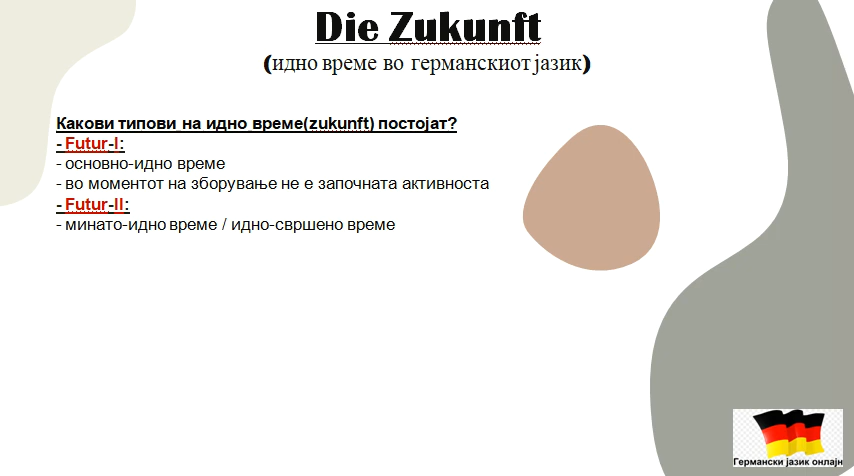 Die Zukunft
(идно време во германскиот јазик)
Какови типови на идно време(zukunft) постојат?
- Futur-I:
- основно-идно време
- во моментот на зборување не е започната активноста
- Futur-II:
- минато-идно време / идно-свршено време
Германски јазик онлајн